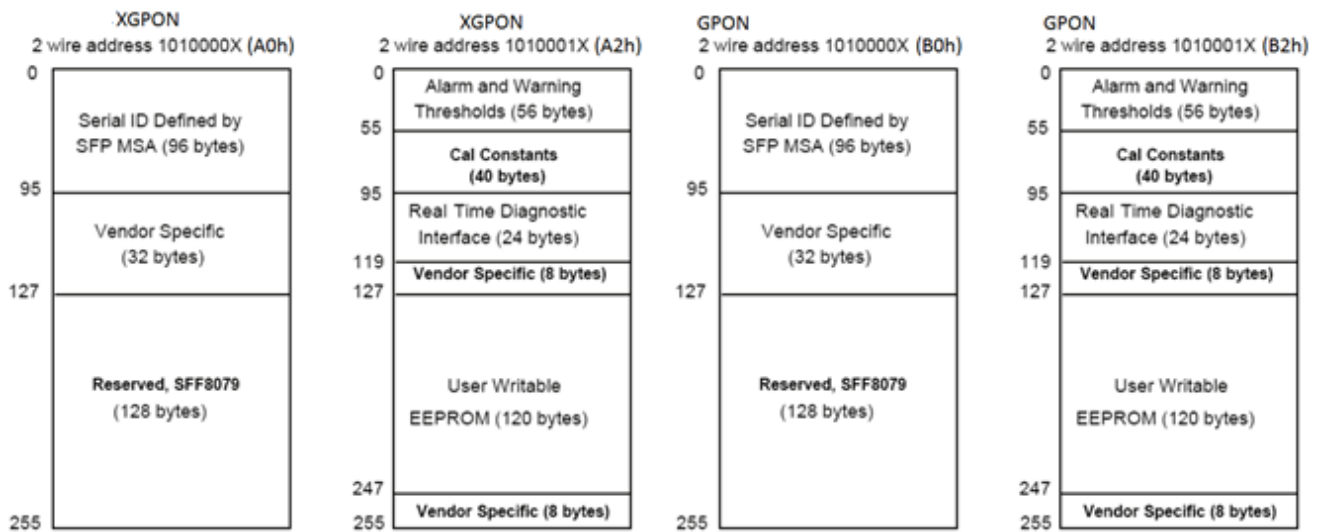 XGPON
2 wire address 1010000X (A0h)
0
Serial ID Defined by
SFP MSA (96 bytes)
95
Vendor Specific
(32 bytes)
127
Reserved, SFF8079
(128 bytes)
255
XGPON
2 wire address 1010001X (A2h)
0
Alarm and Warning
Thresholds (56 bytes)
55
Cal Constants
(40 bytes)
95
Real Time Diagnostic
Interface (24 bytes)
119
Vendor Specific (8 bytes)
127
User Writable
EEPROM (120 bytes)
247
Vendor Specific (8 bytes)
255
GPON
2 wire address 1010000X (B0h)
0
Serial ID Defined by
SFP MSA (96 bytes)
95
Vendor Specific
(32 bytes)
127
Reserved, SFF8079
(128 bytes)
255
GPON
2 wire address 1010001X (B2h)
0
Alarm and Warning
Thresholds (56 bytes)
55
Cal Constants
(40 bytes)
95
Real Time Diagnostic
Interface (24 bytes)
119
Vendor Specific (8 bytes)
127
User Writable
EEPROM (120 bytes)
247
Vendor Specific (8 bytes)
255